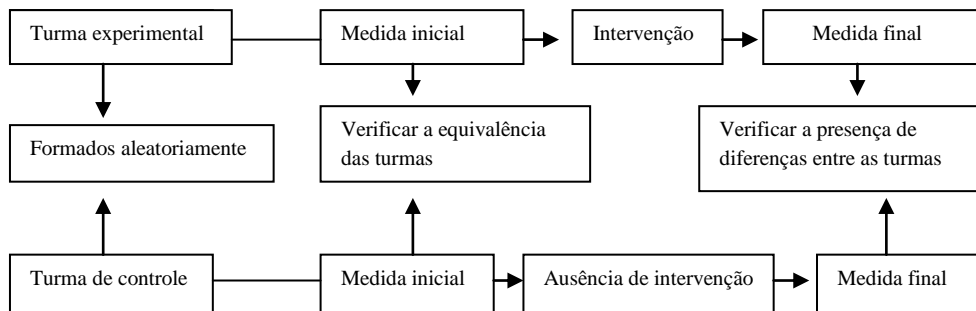 Turma experimental
Medida inicial
Intervenção
Medida final
Formados aleatoriamente
Verificar a equivalência
das turmas
Verificar a presença de
diferenças entre as turmas
Turma de controle
Medida inicial
Ausência de intervenção
Medida final